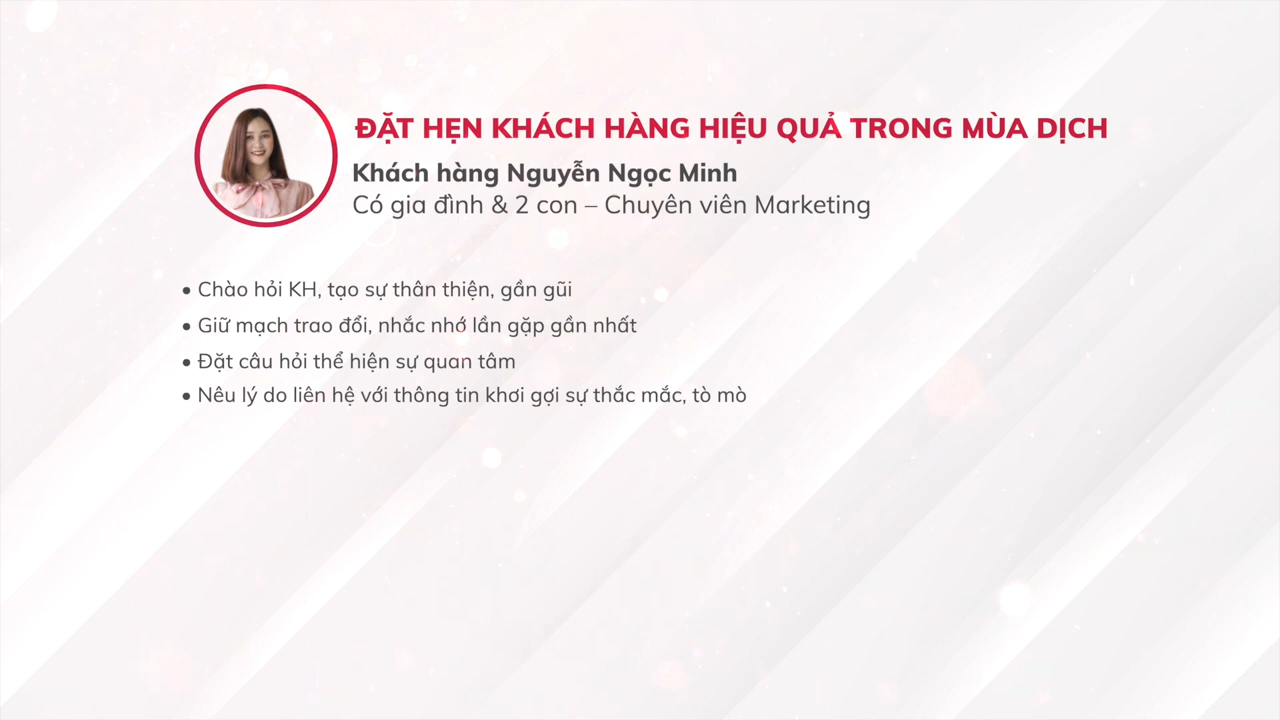 ĐẶT HẸN KHÁCH HÀNG HIỆU QUẢ TRONG MÙA DỊCH
Khách hàng Nguyễn Ngọc Minh
Có gia đình & 2 con – Chuyên viên Marketing
• Chào hỏi KH, tạo sự thân thiện, gần gũi
• Giữ mạch trao đổi, nhắc nhớ lần gặp gần nhất
• Đặt câu hỏi thể hiện sự quan tâm
• Nêu lý do liên hệ với thông tin khơi gợi sự thắc mắc, tò mò